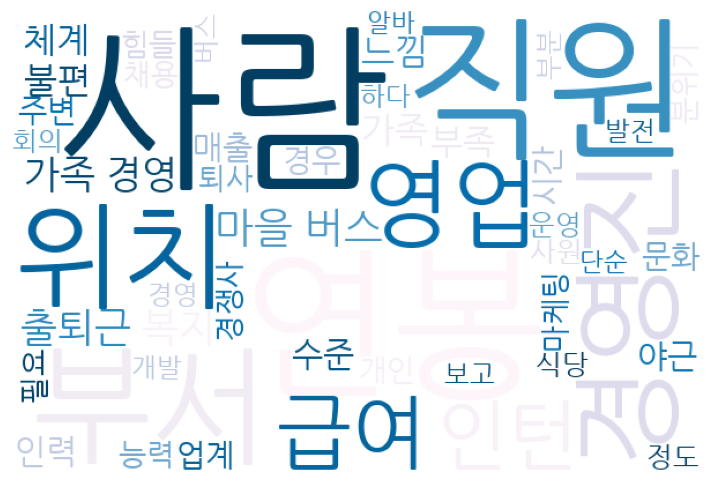 체계
힘들
버스
사람
직원
알바
느낌
부분
분위기
불편
채용
주변
하다
회의
매출
가족
부족
발전
가족 경영
퇴사
경우
영업
시간
경영진
위치
마을 버스
운영
사원
단순
문화
연봉
경쟁사
경영
마케팅
출퇴근
복지
필요
부서
개발
수준
개인
보고
식당
야근
급여
인턴
인력
능력
업계
정도